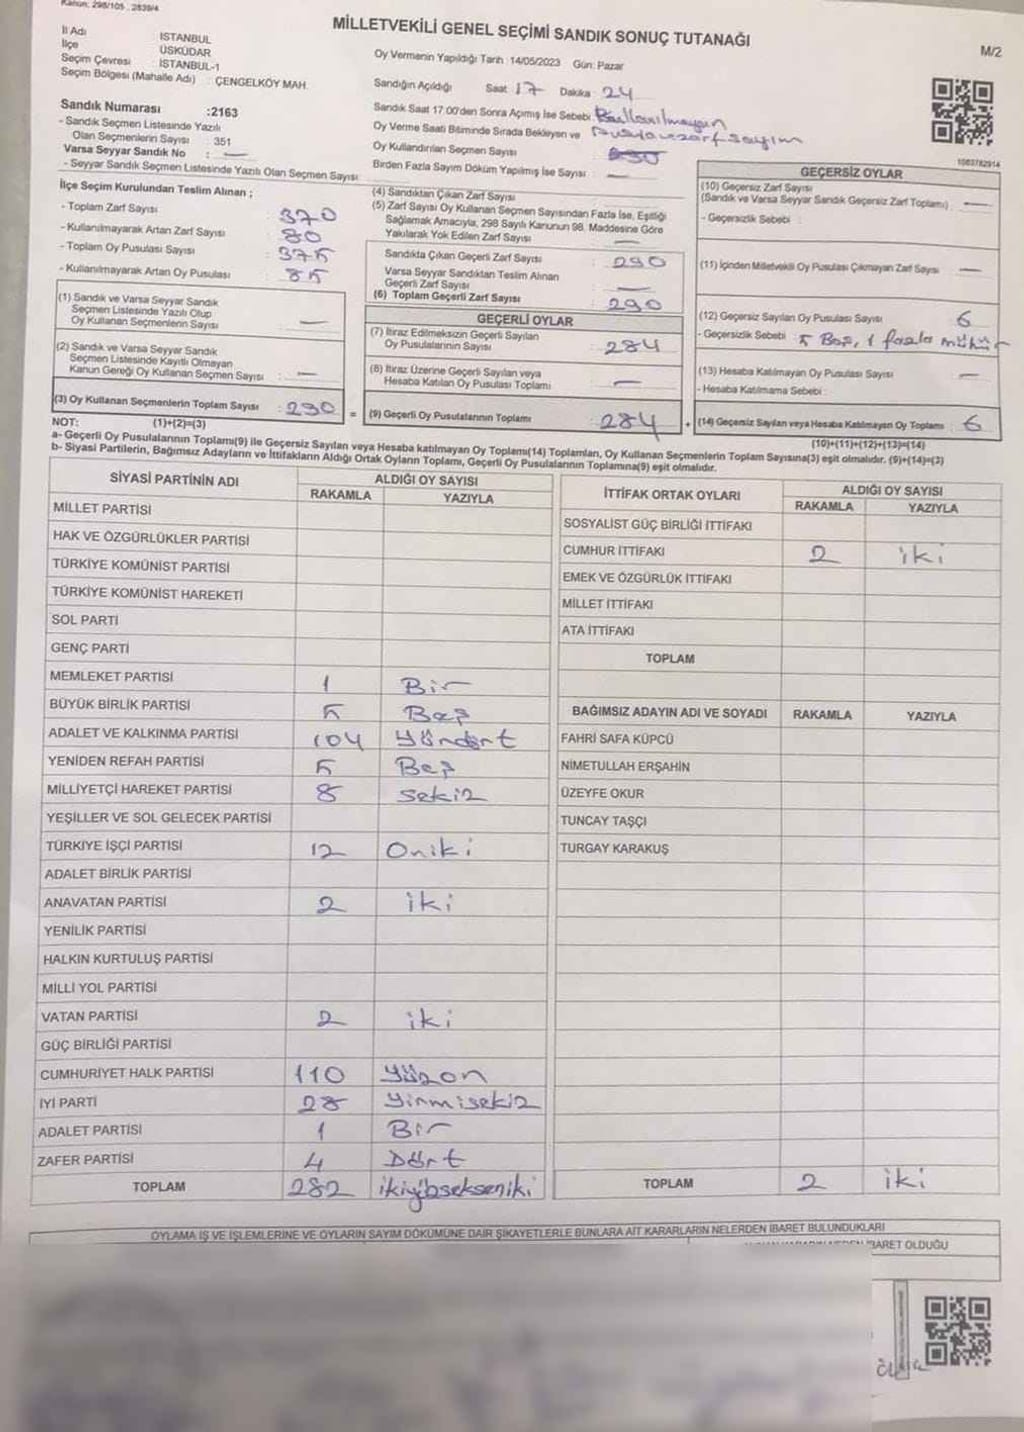 Kanun: 298/105 , 2839/4
MİLLETVEKİLİ GENEL SEÇİMİ SANDIK SONUÇ TUTANAĞI
M/2
İl Adı İSTANBUL
İlçe ÜSKÜDAR
Seçim Çevresi İSTANBUL-1
Seçim Bölgesi (Mahalle Adı) : ÇENGELKÖY MAH.
Oy Vermenin Yapıldığı Tarih : 14/05/2023 Gün: Pazar
Sandığın Açıldığı Saat 17 Dakika 24
Sandık Saat 17.00'den Sonra Açılmış İse Sebebi:
Oy Verme Saati Bitiminde Sırada Bekleyen ve
Oy Kullandırılan Seçmen Sayısı
Birden Fazla Sayım Döküm Yapılmış İse Sayısı : —
Sandık Numarası :2163
- Sandık Seçmen Listesinde Yazılı
Olan Seçmenlerin Sayısı : 351
Varsa Seyyar Sandık No : —
- Seyyar Sandık Seçmen Listesinde Yazılı Olan Seçmen Sayısı:
İlçe Seçim Kurulundan Teslim Alınan ;
- Toplam Zarf Sayısı : 370
- Kullanılmayarak Artan Zarf Sayısı : 80
- Toplam Oy Pusulası Sayısı : 375
- Kullanılmayarak Artan Oy Pusulası : 85
(1) Sandık ve Varsa Seyyar Sandık
Seçmen Listesinde Yazılı Olup
Oy Kullanan Seçmenlerin Sayısı : —
(2) Sandık ve Varsa Seyyar Sandık
Seçmen Listesinde Kayıtlı Olmayan
Kanun Gereği Oy Kullanan Seçmen Sayısı : —
(3) Oy Kullanan Seçmenlerin Toplam Sayısı : 290
(4) Sandıktan Çıkan Zarf Sayısı
(5) Zarf Sayısı Oy Kullanan Seçmen Sayısından Fazla İse, Eşitliği
Sağlamak Amacıyla, 298 Sayılı Kanunun 98. Maddesine Göre
Yakılarak Yok Edilen Zarf Sayısı : —
Sandıkta Çıkan Geçerli Zarf Sayısı : 290
Varsa Seyyar Sandıktan Teslim Alınan
Geçerli Zarf Sayısı : —
(6) Toplam Geçerli Zarf Sayısı : 290
GEÇERLİ OYLAR
(7) İtiraz Edilmeksizin Geçerli Sayılan
Oy Pusulalarının Sayısı : 284
(8) İtiraz Üzerine Geçerli Sayılan veya
Hesaba Katılan Oy Pusulası Toplamı : —
= (9) Geçerli Oy Pusulalarının Toplamı : 284
1003782914
GEÇERSİZ OYLAR
(10) Geçersiz Zarf Sayısı
(Sandık ve Varsa Seyyar Sandık Geçersiz Zarf Toplamı) : —
- Geçersizlik Sebebi :
(11) İçinden Milletvekili Oy Pusulası Çıkmayan Zarf Sayısı : —
(12) Geçersiz Sayılan Oy Pusulası Sayısı : 6
- Geçersizlik Sebebi : 5 Boş, 1 fazla mühür
(13) Hesaba Katılmayan Oy Pusulası Sayısı : —
- Hesaba Katılmama Sebebi :
+ (14) Geçersiz Sayılan veya Hesaba Katılmayan Oy Toplamı : 6
NOT: (1)+(2)=(3)
(10)+(11)+(12)+(13)=(14)
a- Geçerli Oy Pusulalarının Toplamı(9) ile Geçersiz Sayılan veya Hesaba katılmayan Oy Toplamı(14) Toplamları, Oy Kullanan Seçmenlerin Toplam Sayısına(3) eşit olmalıdır. (9)+(14)=(3)
b- Siyasi Partilerin, Bağımsız Adayların ve İttifakların Aldığı Ortak Oyların Toplamı, Geçerli Oy Pusulalarının Toplamına(9) eşit olmalıdır.
SİYASİ PARTİNİN ADI ALDIĞI OY SAYISI
RAKAMLA YAZIYLA
MİLLET PARTİSİ
HAK VE ÖZGÜRLÜKLER PARTİSİ
TÜRKİYE KOMÜNİST PARTİSİ
TÜRKİYE KOMÜNİST HAREKETİ
SOL PARTİ
GENÇ PARTİ
MEMLEKET PARTİSİ 1 Bir
BÜYÜK BİRLİK PARTİSİ 5 Beş
ADALET VE KALKINMA PARTİSİ 104 Yüzdört
YENİDEN REFAH PARTİSİ 5 Beş
MİLLİYETÇİ HAREKET PARTİSİ 8 sekiz
YEŞİLLER VE SOL GELECEK PARTİSİ
TÜRKİYE İŞÇİ PARTİSİ 12 Oniki
ADALET BİRLİK PARTİSİ
ANAVATAN PARTİSİ 2 iki
YENİLİK PARTİSİ
HALKIN KURTULUŞ PARTİSİ
MİLLİ YOL PARTİSİ
VATAN PARTİSİ 2 iki
GÜÇ BİRLİĞİ PARTİSİ
CUMHURİYET HALK PARTİSİ 110 Yüzon
İYİ PARTİ 28 Yirmisekiz
ADALET PARTİSİ 1 Bir
ZAFER PARTİSİ 4 Dört
TOPLAM 282 ikiyübsekseniki
İTTİFAK ORTAK OYLARI ALDIĞI OY SAYISI
RAKAMLA YAZIYLA
SOSYALİST GÜÇ BİRLİĞİ İTTİFAKI
CUMHUR İTTİFAKI 2 iki
EMEK VE ÖZGÜRLÜK İTTİFAKI
MİLLET İTTİFAKI
ATA İTTİFAKI
TOPLAM
BAĞIMSIZ ADAYIN ADI VE SOYADI RAKAMLA YAZIYLA
FAHRİ SAFA KÜPCÜ
NİMETULLAH ERŞAHİN
ÜZEYFE OKUR
TUNCAY TAŞÇI
TURGAY KARAKUŞ
TOPLAM 2 iki
OYLAMA İŞ VE İŞLEMLERİNE VE OYLARIN SAYIM DÖKÜMÜNE DAİR ŞİKAYETLERLE BUNLARA AİT KARARLARIN NELERDEN İBARET BULUNDUKLARI
İBARET OLDUĞU